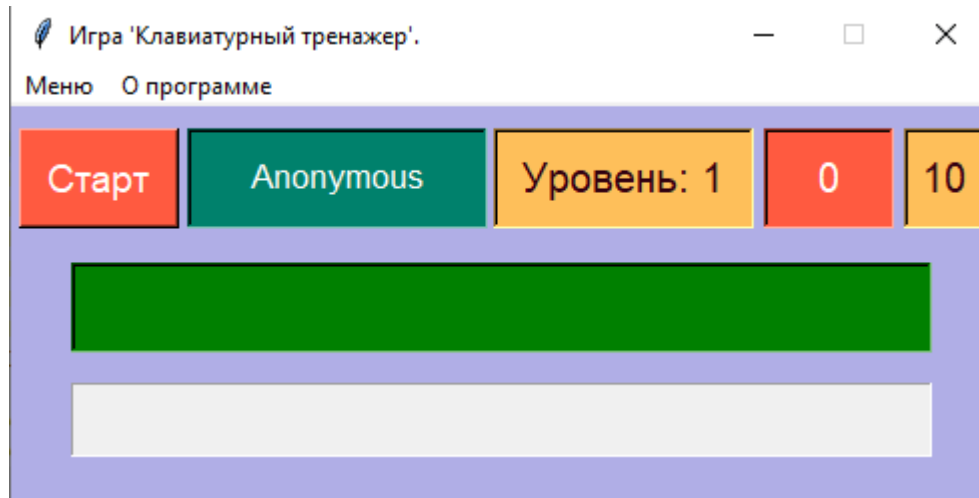 Игра 'Клавиатурный тренажер'.
Меню О программе
Старт Anonymous Уровень: 1 0 10